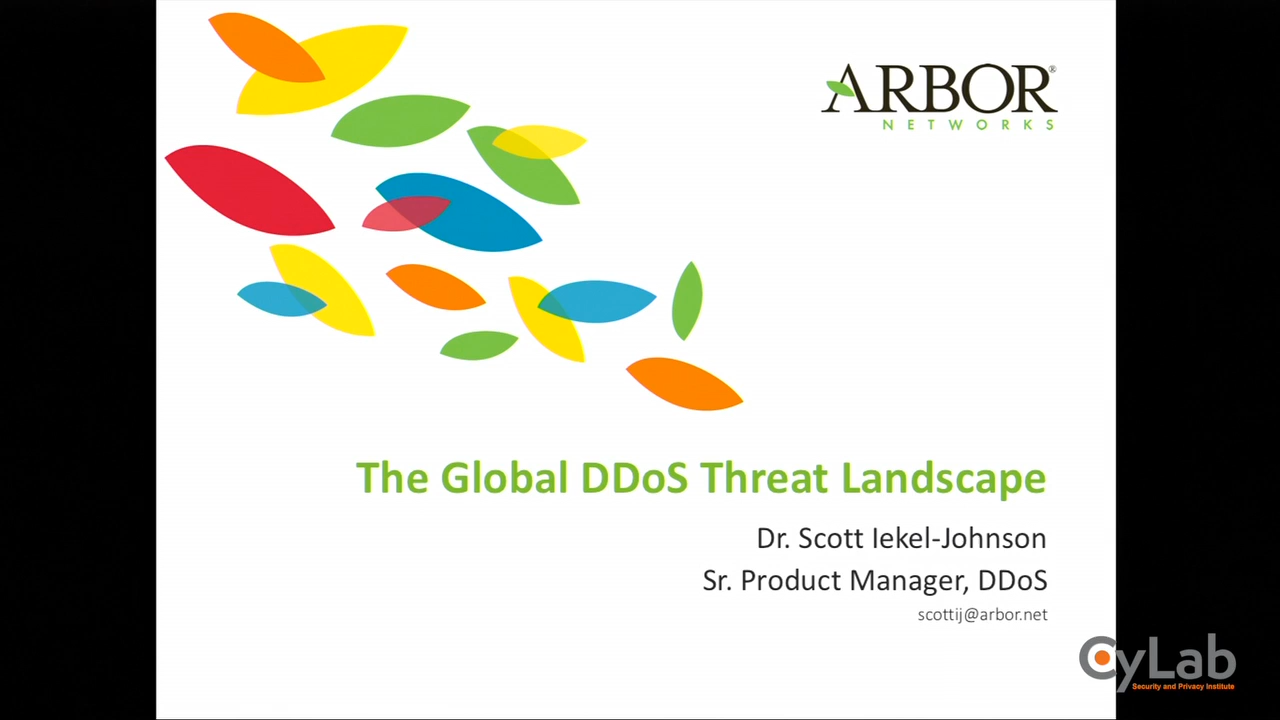 ARBOR®
NETWORKS
The Global DDoS Threat Landscape
Dr. Scott Iekel-Johnson
Sr. Product Manager, DDoS
scottij@arbor.net
CyLab
Security and Privacy Institute